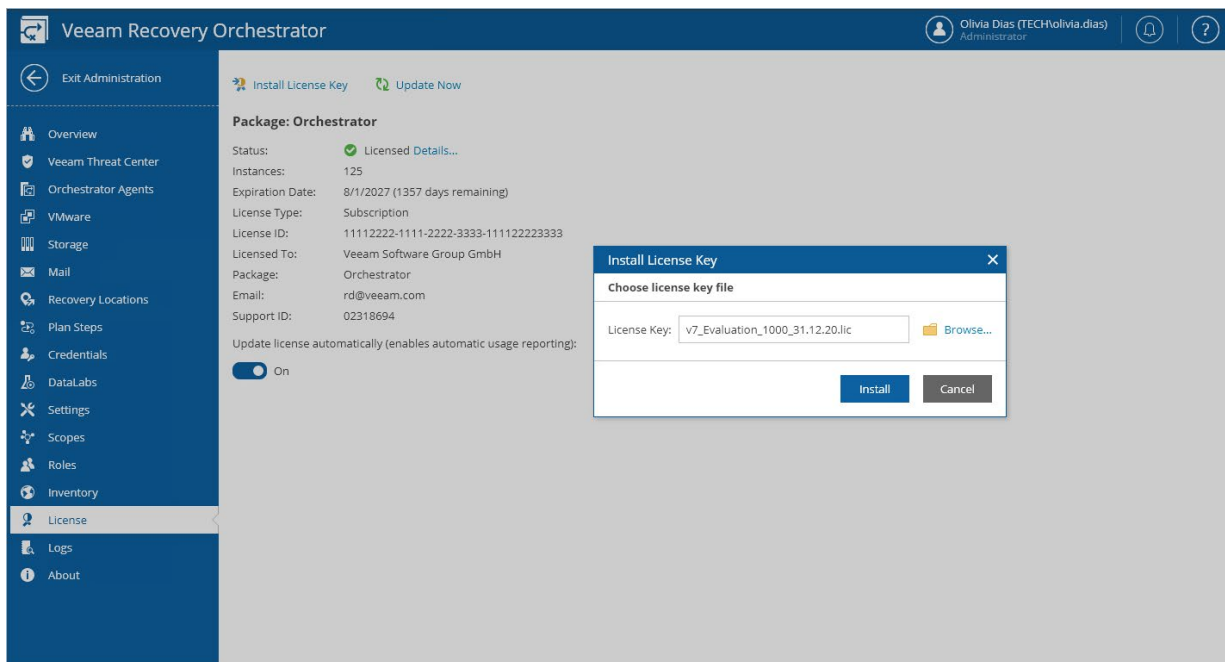 Veeam Recovery Orchestrator
Olivia Dias (TECH\olivia.dias)
Administrator
?
Exit Administration
Install License Key
Update Now
Overview
Veeam Threat Center
Orchestrator Agents
VMware
Storage
Mail
Recovery Locations
Plan Steps
Credentials
DataLabs
Settings
Scopes
Roles
Inventory
License
Logs
About
Package: Orchestrator
Status: Licensed Details...
Instances: 125
Expiration Date: 8/1/2027 (1357 days remaining)
License Type: Subscription
License ID: 11112222-1111-2222-3333-111122223333
Licensed To: Veeam Software Group GmbH
Package: Orchestrator
Email: rd@veeam.com
Support ID: 02318694
Update license automatically (enables automatic usage reporting):
On
Install License Key
Choose license key file
License Key: v7_Evaluation_1000_31.12.20.lic Browse...
Install Cancel